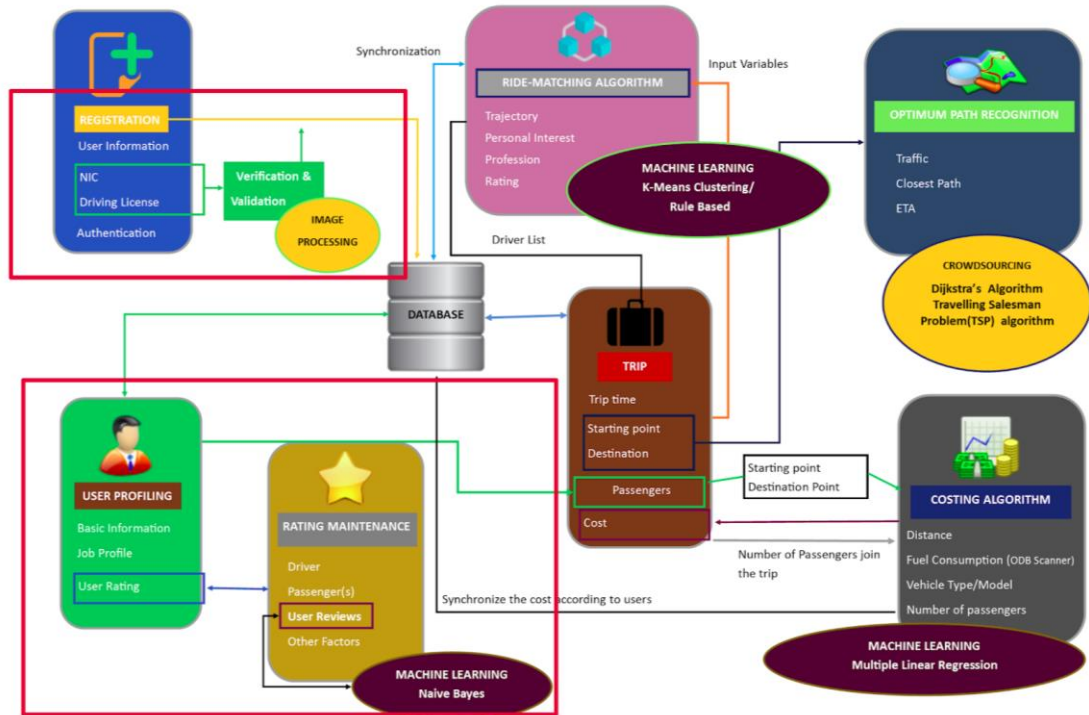 REGISTRATION
User Information
NIC
Driving License
Authentication
Verification &
Validation
IMAGE
PROCESSING
Synchronization
RIDE-MATCHING ALGORITHM
Trajectory
Personal Interest
Profession
Rating
MACHINE LEARNING
K-Means Clustering/
Rule Based
Input Variables
OPTIMUM PATH RECOGNITION
Traffic
Closest Path
ETA
CROWDSOURCING
Dijkstra's Algorithm
Travelling Salesman
Problem(TSP) algorithm
Driver List
DATABASE
TRIP
Trip time
Starting point
Destination
Passengers
Cost
Starting point
Destination Point
Number of Passengers join
the trip
Synchronize the cost according to users
COSTING ALGORITHM
Distance
Fuel Consumption (ODB Scanner)
Vehicle Type/Model
Number of passengers
MACHINE LEARNING
Multiple Linear Regression
USER PROFILING
Basic Information
Job Profile
User Rating
RATING MAINTENANCE
Driver
Passenger(s)
User Reviews
Other Factors
MACHINE LEARNING
Naive Bayes